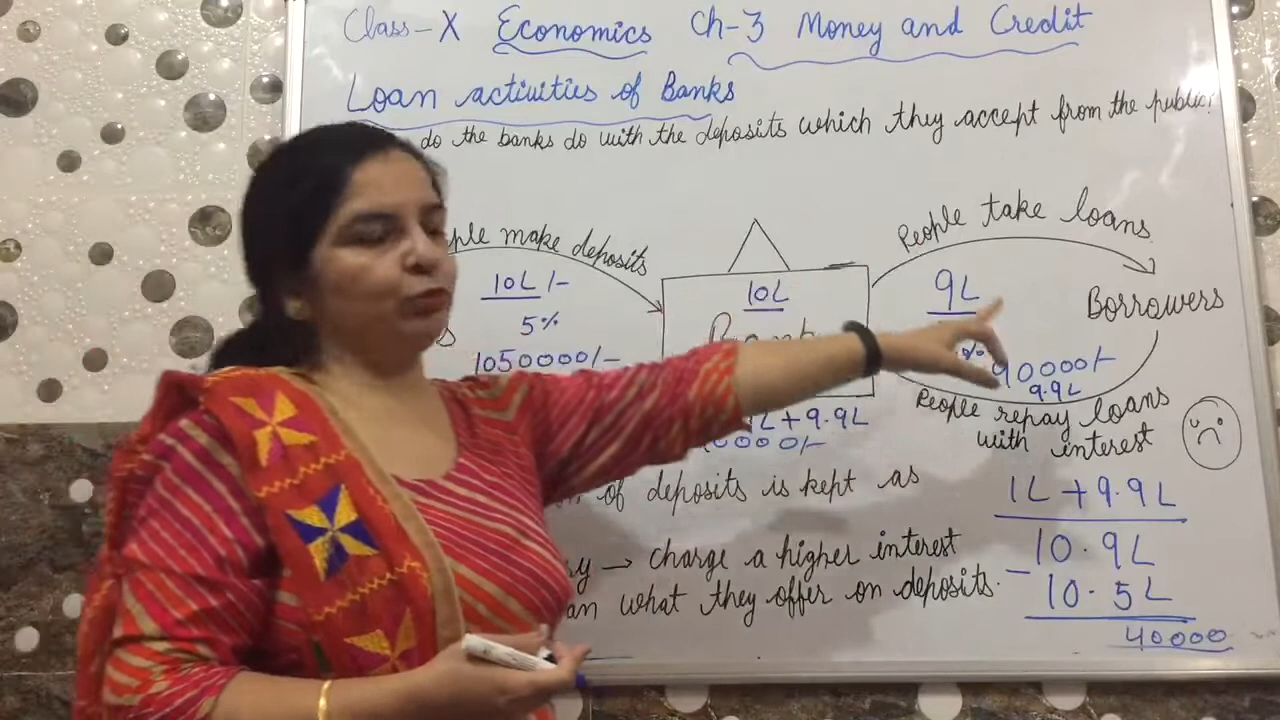 Class-X Economics Ch-3 Money and Credit
Loan activities of Banks
do the banks do with the deposits which they accept from the public?
People take loans
make deposits
10L/-
10L
9L
Borrowers
5%
1050000/-
%
90000/-
9.9L
People repay loans
with interest
L+9.9L
0000/-
1L+9.9L
of deposits is kept as
10.9L
→ charge a higher interest
- 10.5L
what they offer on deposits.
40000